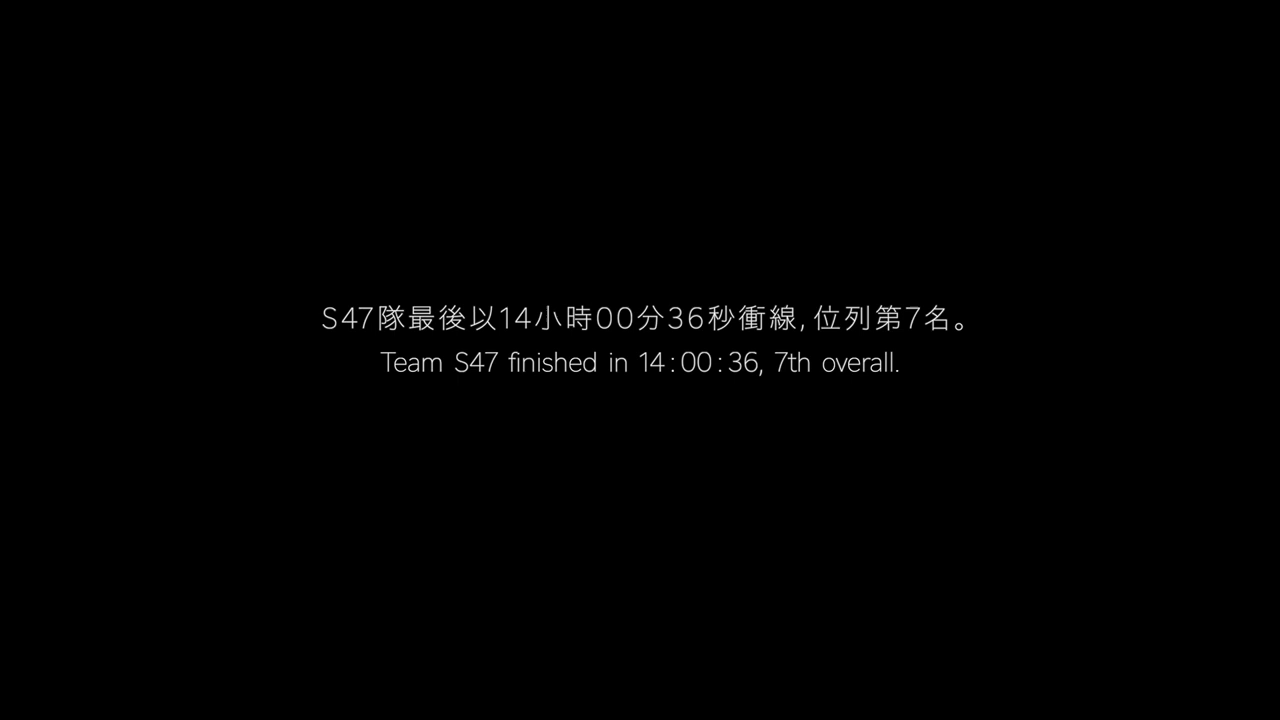 S47隊最後以14小時00分36秒衝線，位列第7名。
Team S47 finished in 14:00:36, 7th overall.